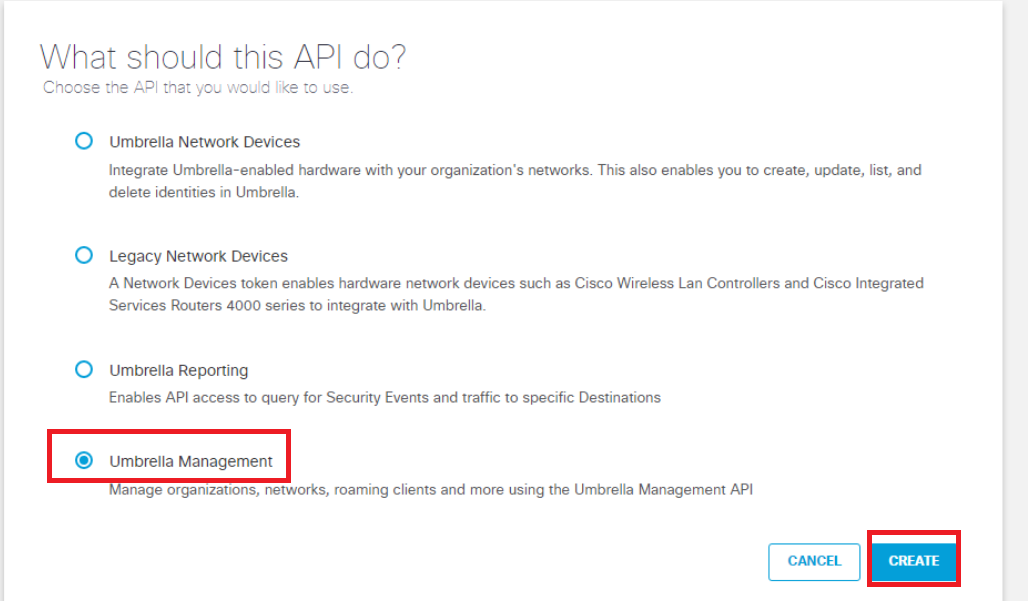 What should this API do?
Choose the API that you would like to use.
Umbrella Network Devices
Integrate Umbrella-enabled hardware with your organization's networks. This also enables you to create, update, list, and
delete identities in Umbrella.
Legacy Network Devices
A Network Devices token enables hardware network devices such as Cisco Wireless Lan Controllers and Cisco Integrated
Services Routers 4000 series to integrate with Umbrella.
Umbrella Reporting
Enables API access to query for Security Events and traffic to specific Destinations
Umbrella Management
Manage organizations, networks, roaming clients and more using the Umbrella Management API
CANCEL CREATE